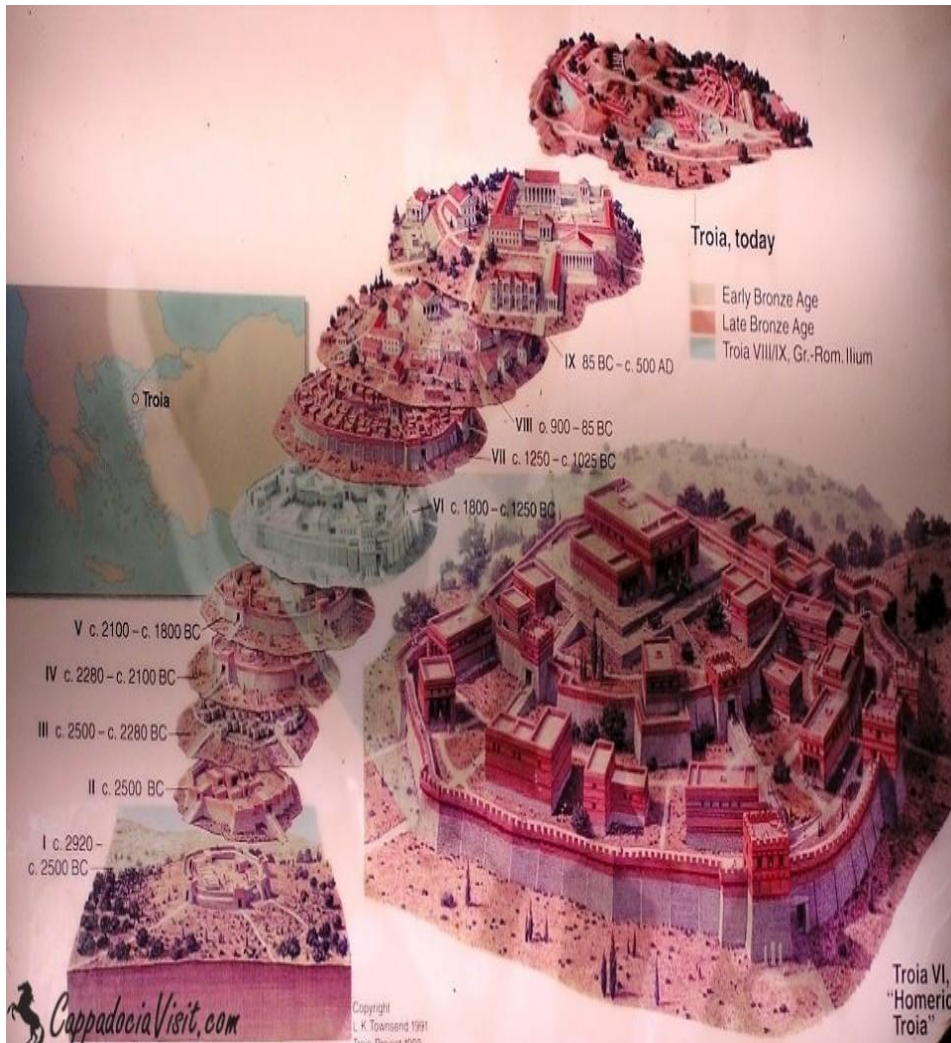 Troia, today
Early Bronze Age
Late Bronze Age
Troia VIII/IX, Gr.-Rom. Ilium
IX 85 BC – c. 500 AD
Troia
VIII c. 900 – 85 BC
VII c. 1250 – c. 1025 BC
VI c. 1800 – c. 1250 BC
V c. 2100 – c. 1800 BC
IV c. 2280 – c. 2100 BC
III c. 2500 – c. 2280 BC
II c. 2500 BC
I c. 2920 –
c. 2500 BC
Troia VI,
"Homeric
Troia"
CappadociaVisit.com
Copyright
L. K. Townsend 1991
Troia Project